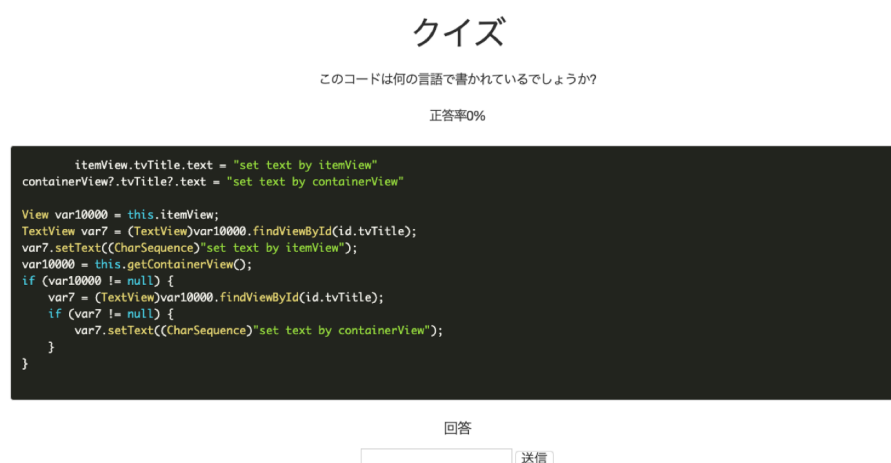 クイズ
このコードは何の言語で書かれているでしょうか?
正答率0%
        itemView.tvTitle.text = "set text by itemView"
containerView?.tvTitle?.text = "set text by containerView"

View var10000 = this.itemView;
TextView var7 = (TextView)var10000.findViewById(id.tvTitle);
var7.setText((CharSequence)"set text by itemView");
var10000 = this.getContainerView();
if (var10000 != null) {
    var7 = (TextView)var10000.findViewById(id.tvTitle);
    if (var7 != null) {
        var7.setText((CharSequence)"set text by containerView");
    }
}
回答
送信